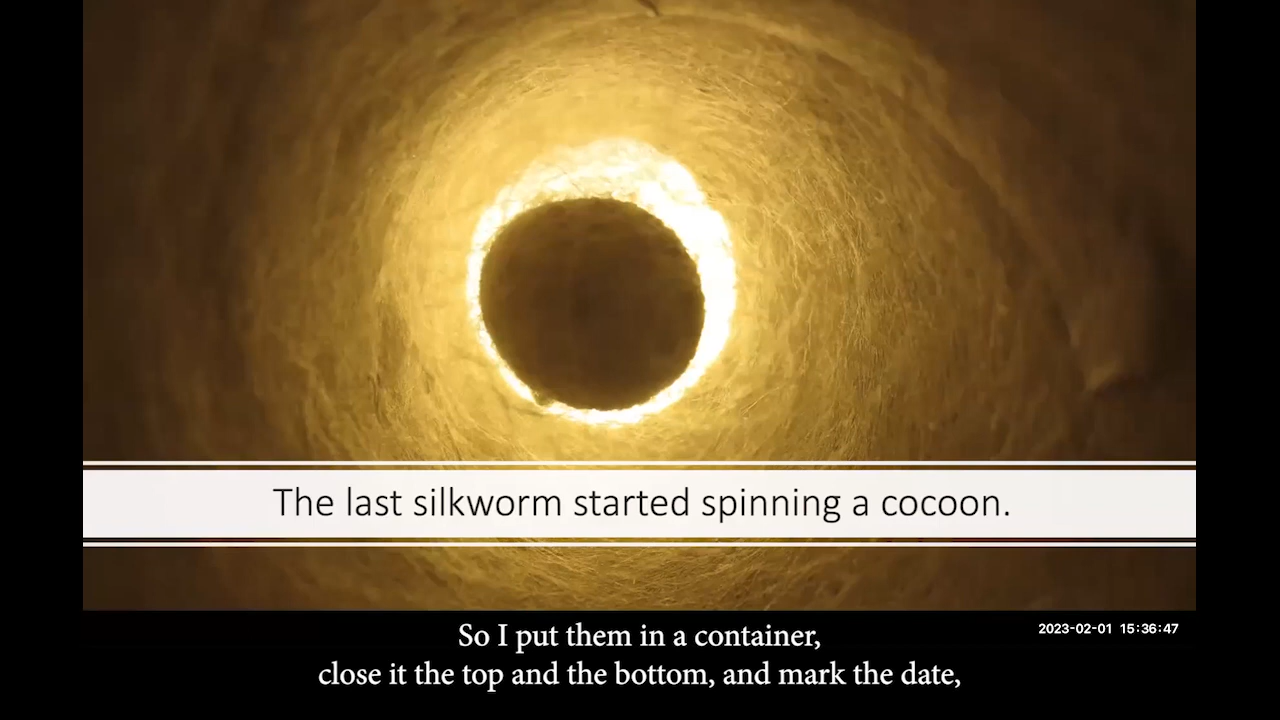 The last silkworm started spinning a cocoon.
So I put them in a container,
2023-02-01 15:36:47
close it the top and the bottom, and mark the date,